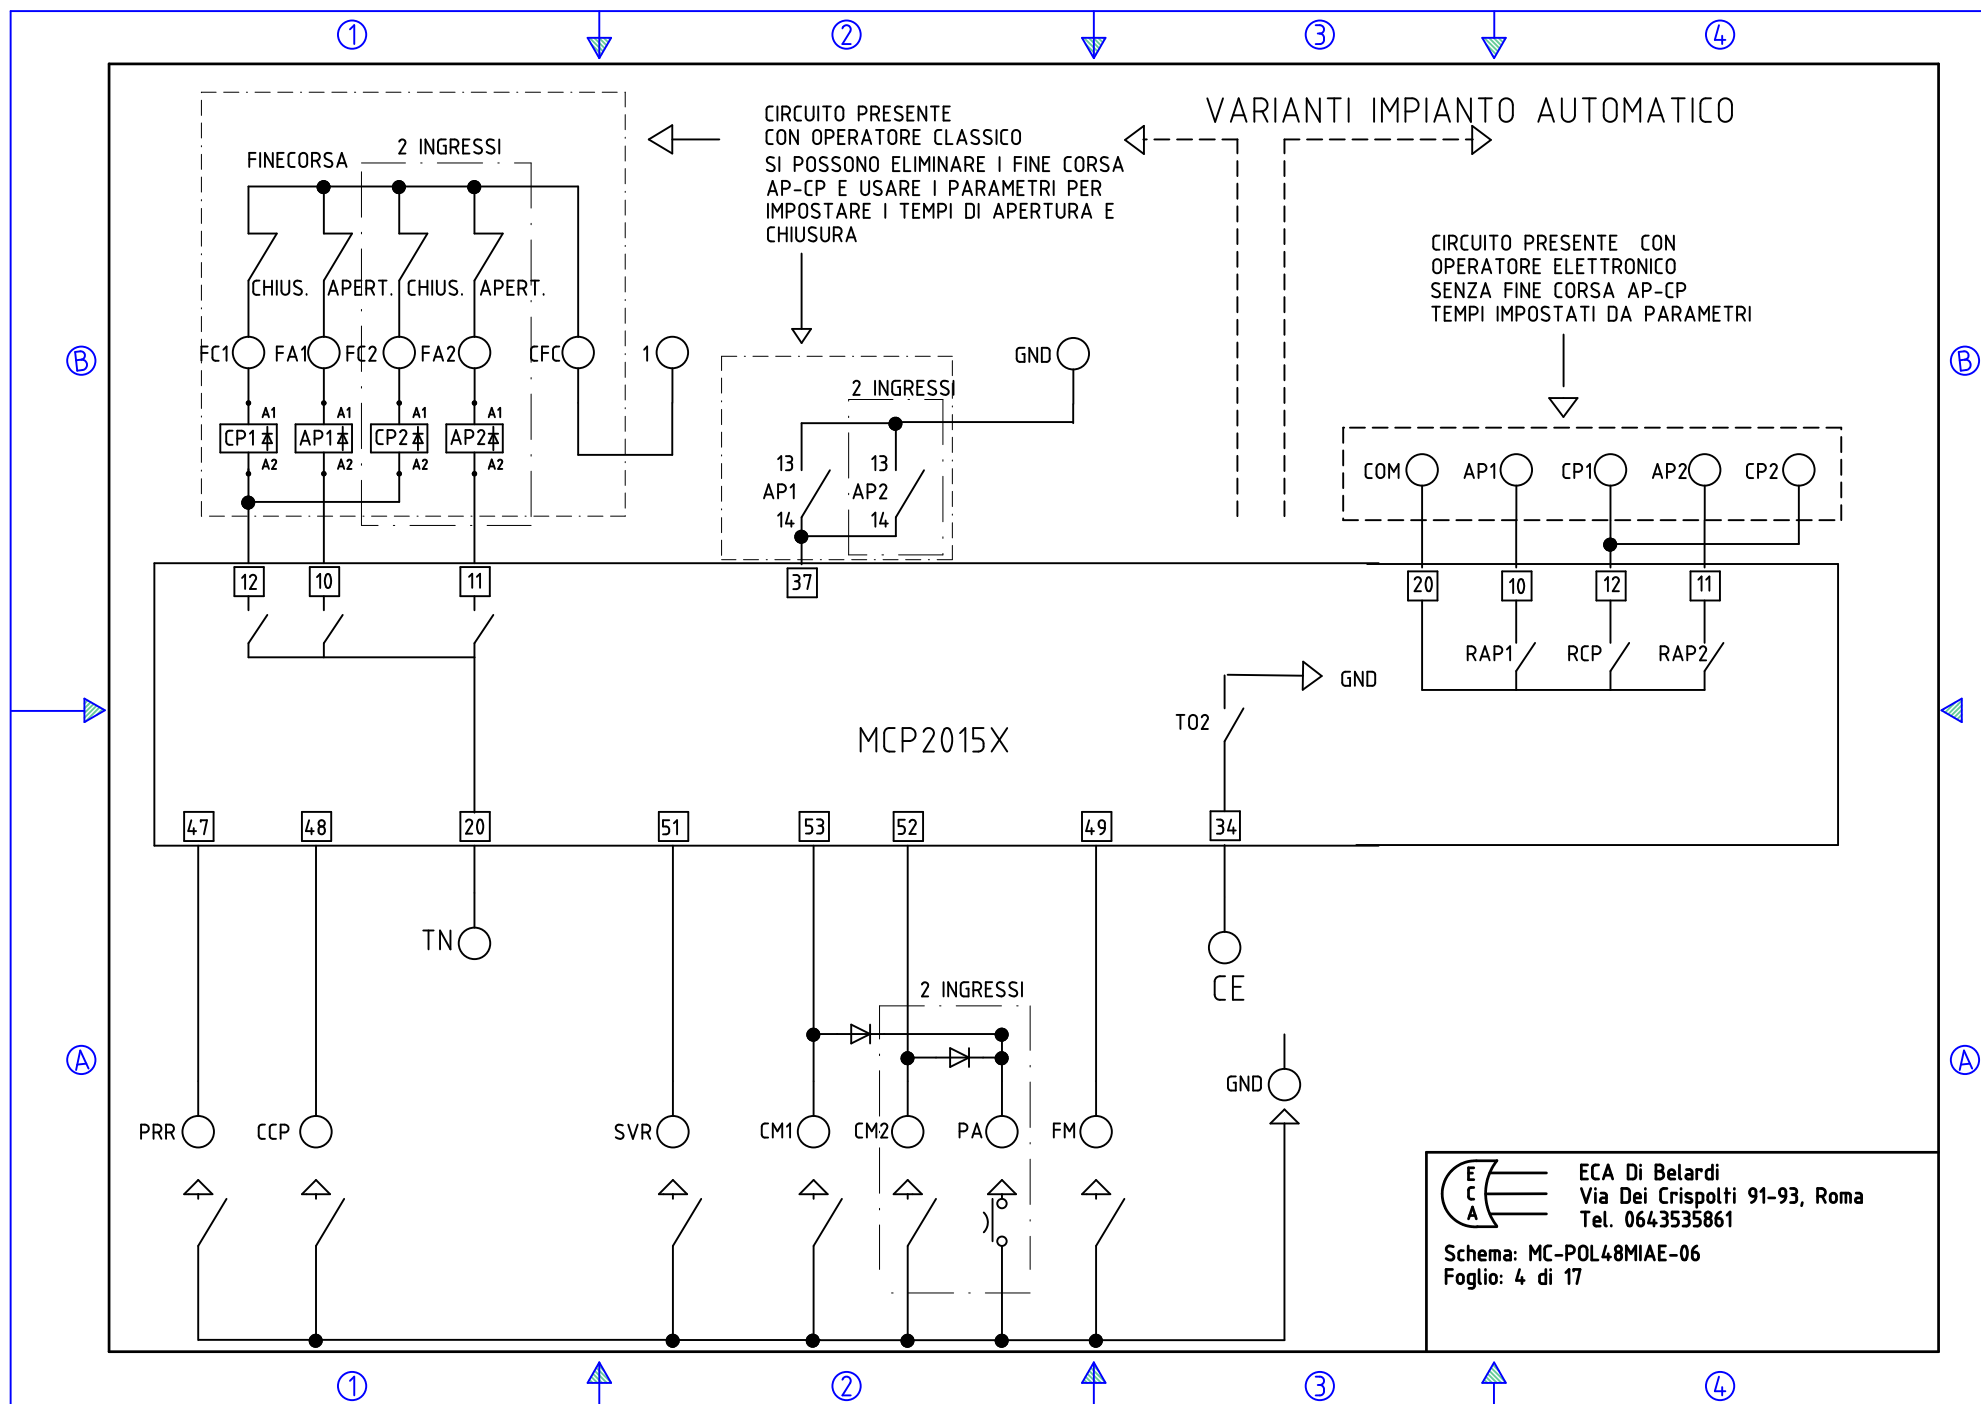 1 2 3 4
VARIANTI IMPIANTO AUTOMATICO
CIRCUITO PRESENTE
CON OPERATORE CLASSICO
SI POSSONO ELIMINARE I FINE CORSA
AP-CP E USARE I PARAMETRI PER
IMPOSTARE I TEMPI DI APERTURA E
CHIUSURA
FINECORSA
2 INGRESSI
CHIUS. APERT. CHIUS. APERT.
CIRCUITO PRESENTE CON
OPERATORE ELETTRONICO
SENZA FINE CORSA AP-CP
TEMPI IMPOSTATI DA PARAMETRI
B
B
FC1 FA1 FC2 FA2 CFC 1
GND
2 INGRESSI
A1 A1 A1 A1
CP1 AP1 CP2 AP2
A2 A2 A2 A2
13 13
AP1 AP2
14 14
COM AP1 CP1 AP2 CP2
12 10 11 37 20 10 12 11
RAP1 RCP RAP2
GND
TO2
MCP2015X
47 48 20 51 53 52 49 34
TN
CE
2 INGRESSI
A
A
GND
PRR CCP SVR CM1 CM2 PA FM
E
C
A
ECA Di Belardi
Via Dei Crispolti 91-93, Roma
Tel. 0643535861
Schema: MC-POL48MIAE-06
Foglio: 4 di 17
1 2 3 4